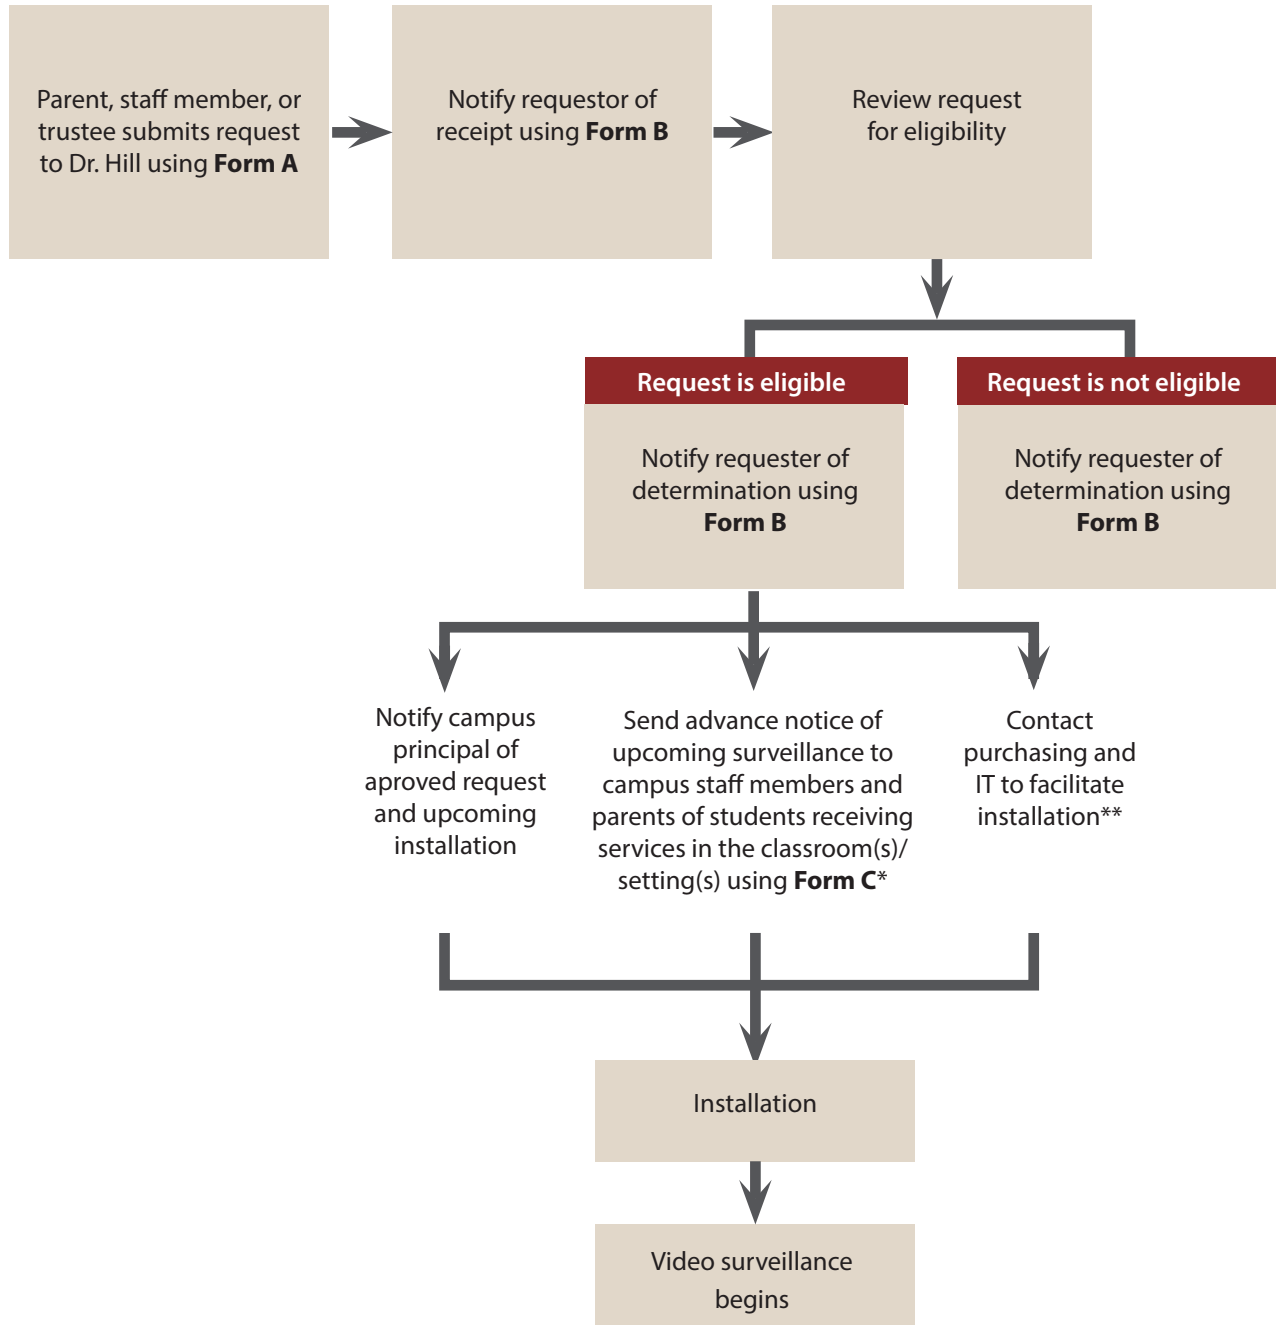 Parent, staff member, or
trustee submits request
to Dr. Hill using Form A
Notify requestor of
receipt using Form B
Review request
for eligibility
Request is eligible
Notify requester of
determination using
Form B
Request is not eligible
Notify requester of
determination using
Form B
Notify campus
principal of
aproved request
and upcoming
installation
Send advance notice of
upcoming surveillance to
campus staff members and
parents of students receiving
services in the classroom(s)/
setting(s) using Form C*
Contact
purchasing and
IT to facilitate
installation**
Installation
Video surveillance
begins